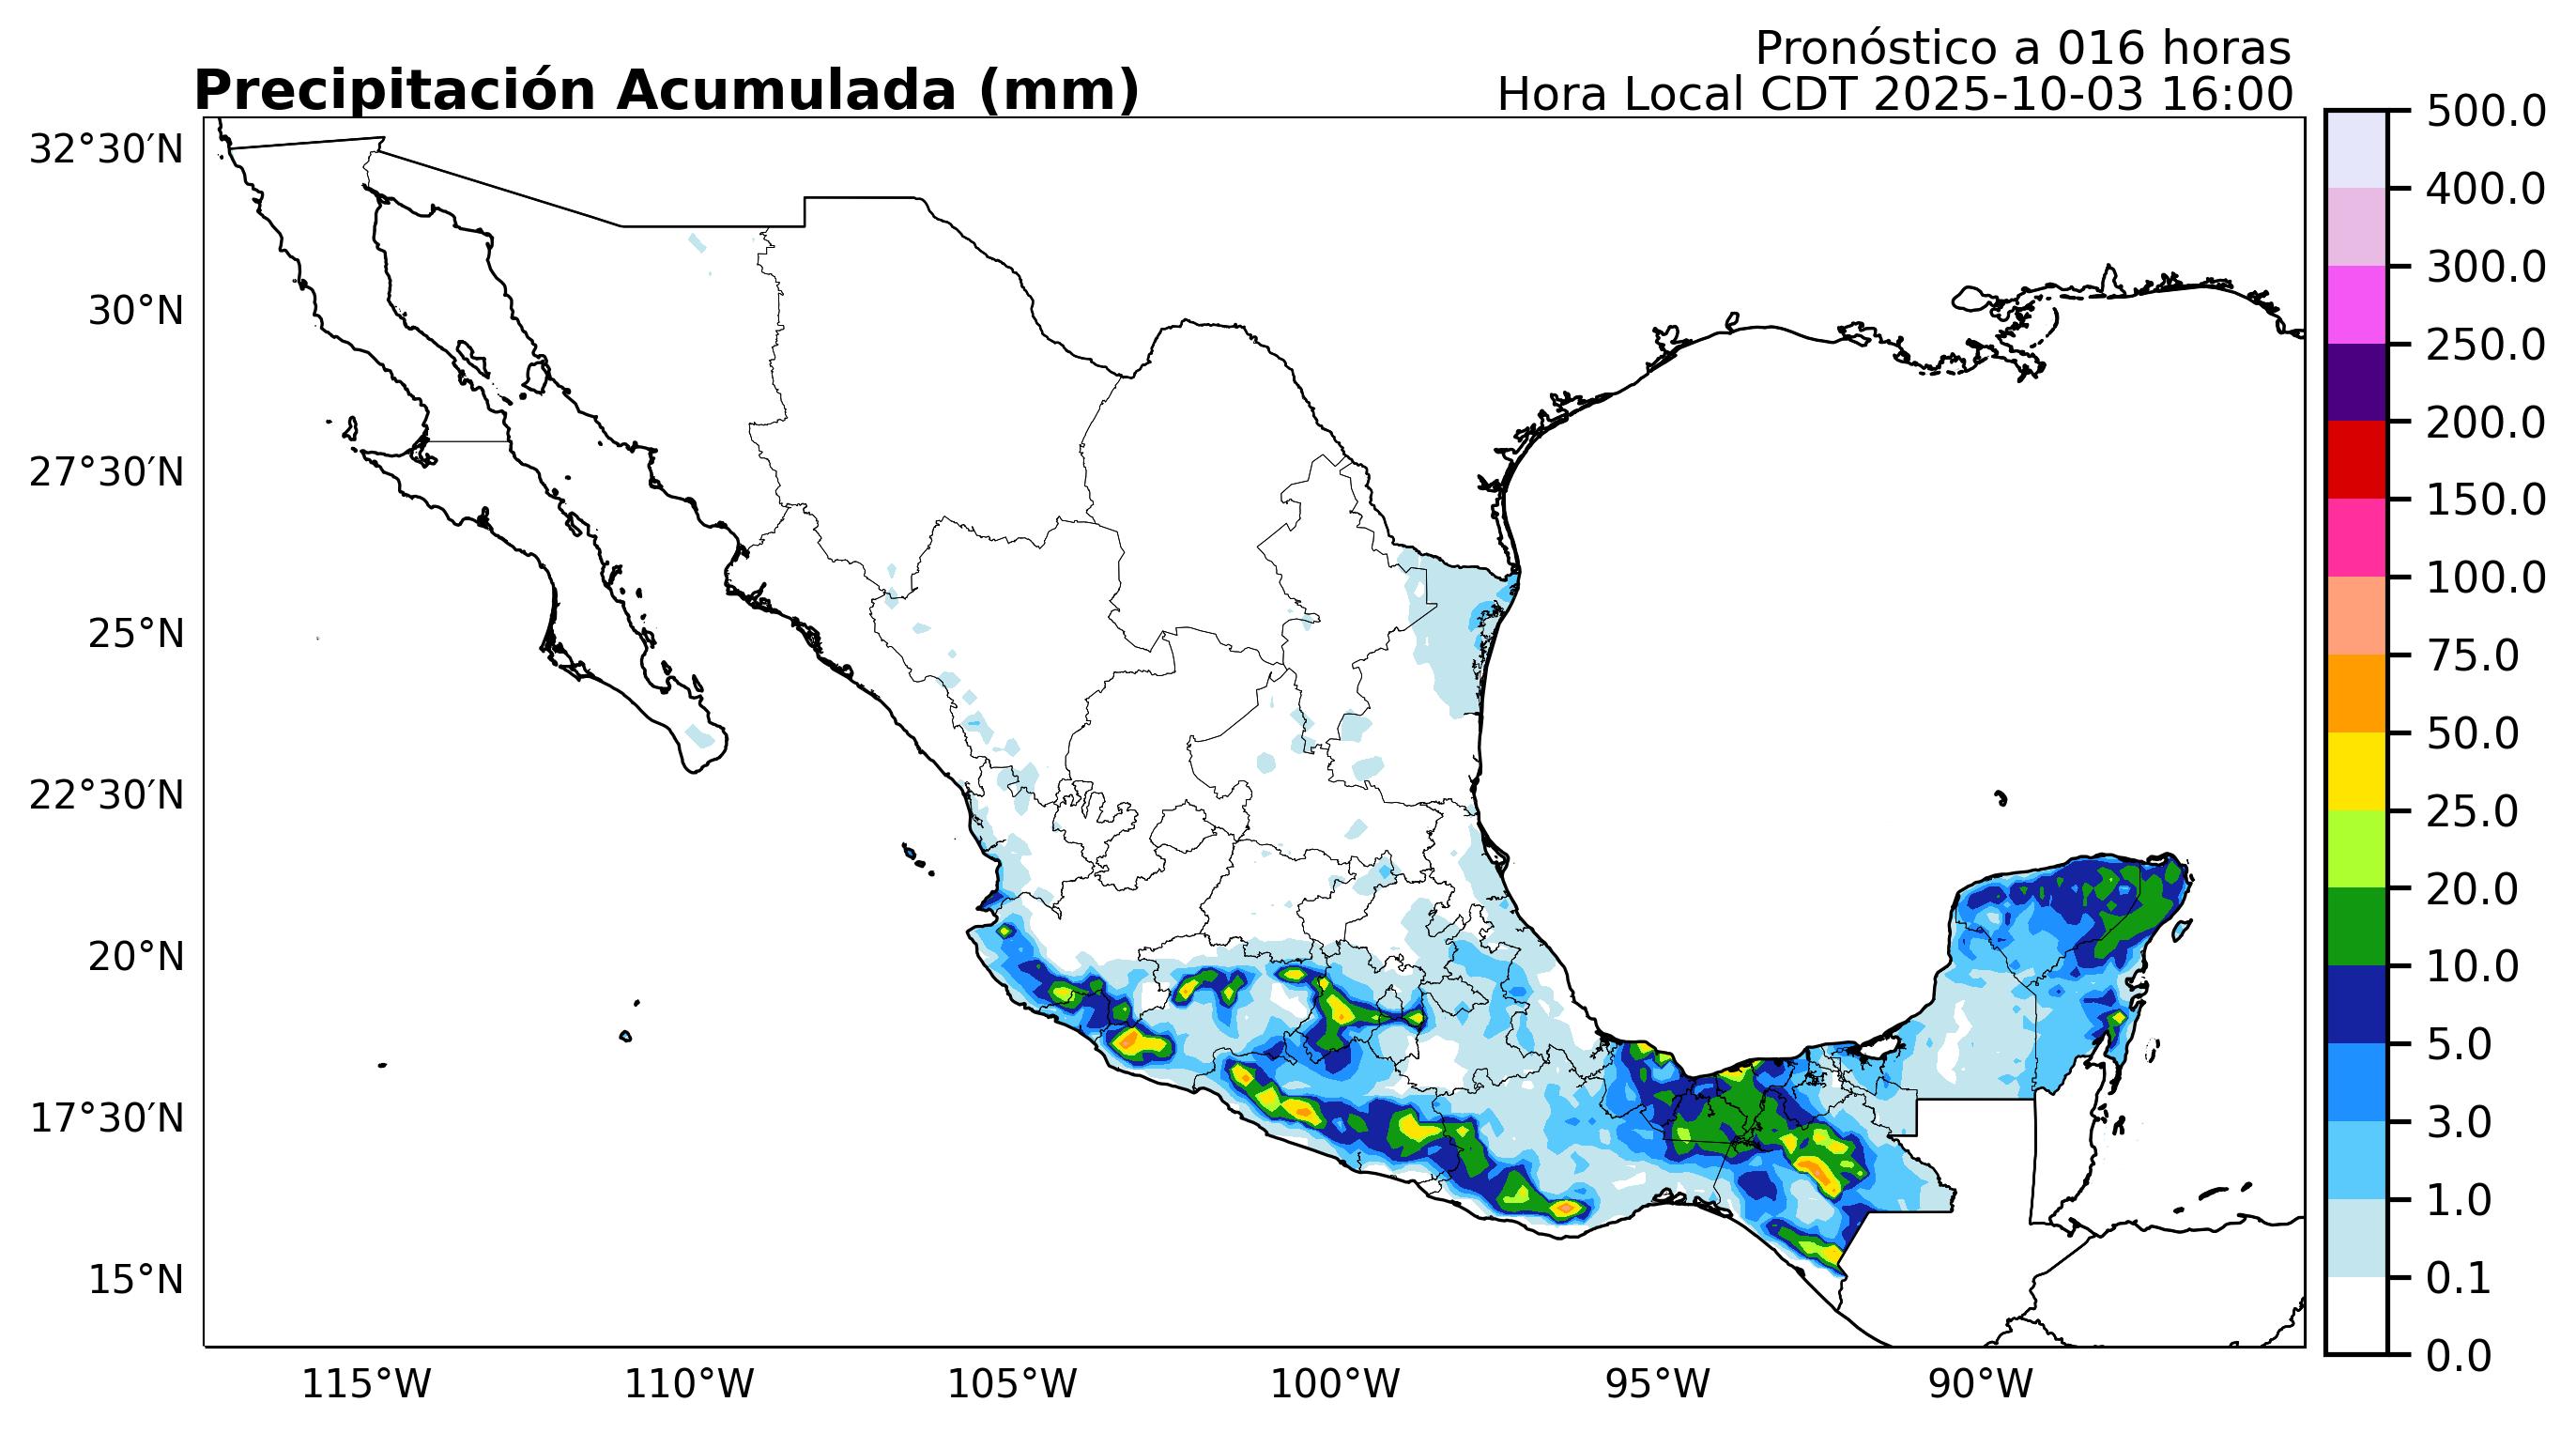 Pronóstico a 016 horas
Precipitación Acumulada (mm)
Hora Local CDT 2025-10-03 16:00
32°30′N
30°N
27°30′N
25°N
22°30′N
20°N
17°30′N
15°N
115°W
110°W
105°W
100°W
95°W
90°W
500.0
400.0
300.0
250.0
200.0
150.0
100.0
75.0
50.0
25.0
20.0
10.0
5.0
3.0
1.0
0.1
0.0